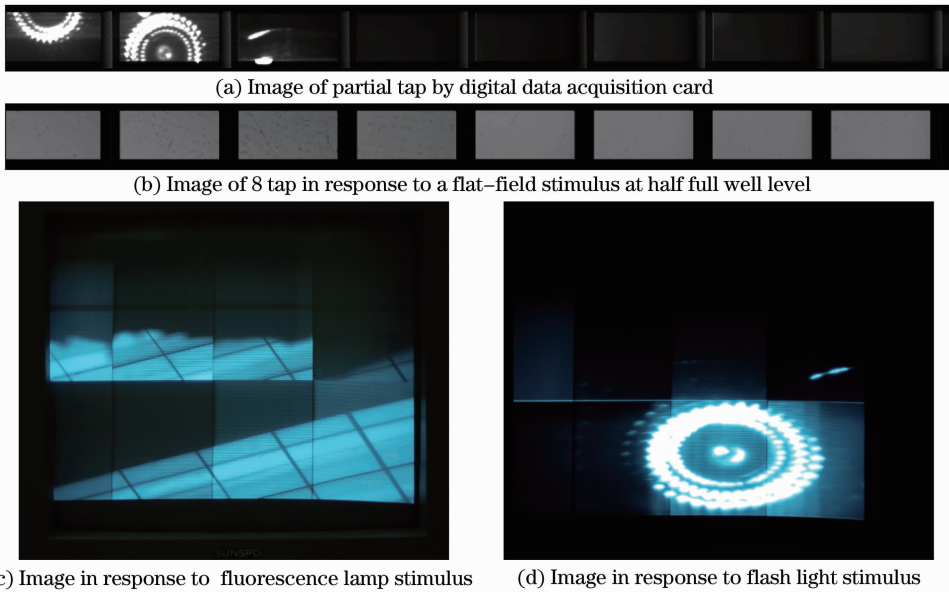 (a) Image of partial tap by digital data acquisition card
(b) Image of 8 tap in response to a flat-field stimulus at half full well level
SUNSPO
c) Image in response to fluorescence lamp stimulus
(d) Image in response to flash light stimulus